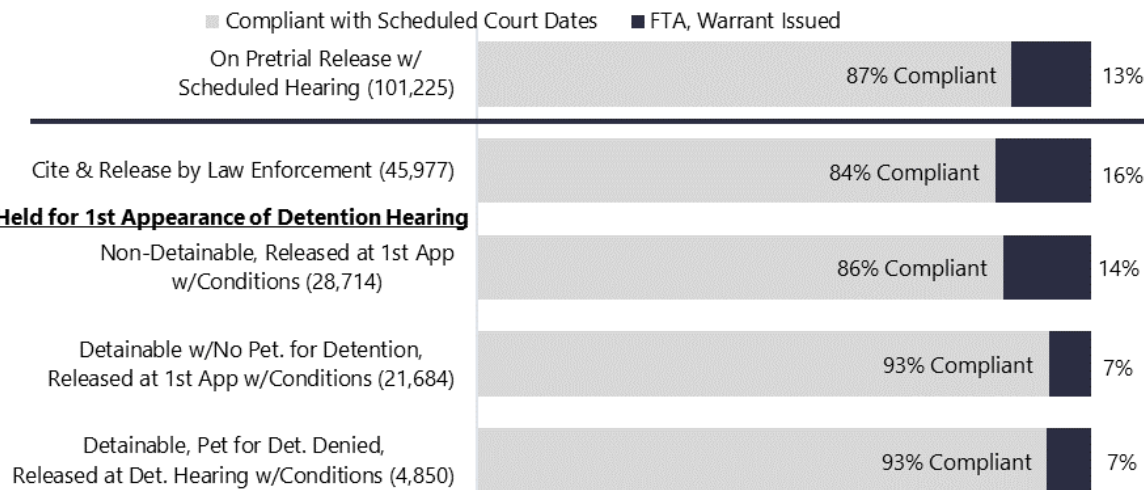 Compliant with Scheduled Court Dates FTA, Warrant Issued
On Pretrial Release w/
Scheduled Hearing (101,225)
87% Compliant 13%
Cite & Release by Law Enforcement (45,977)
84% Compliant 16%
Held for 1st Appearance of Detention Hearing
Non-Detainable, Released at 1st App
w/Conditions (28,714)
86% Compliant 14%
Detainable w/No Pet. for Detention,
Released at 1st App w/Conditions (21,684)
93% Compliant 7%
Detainable, Pet for Det. Denied,
Released at Det. Hearing w/Conditions (4,850)
93% Compliant 7%